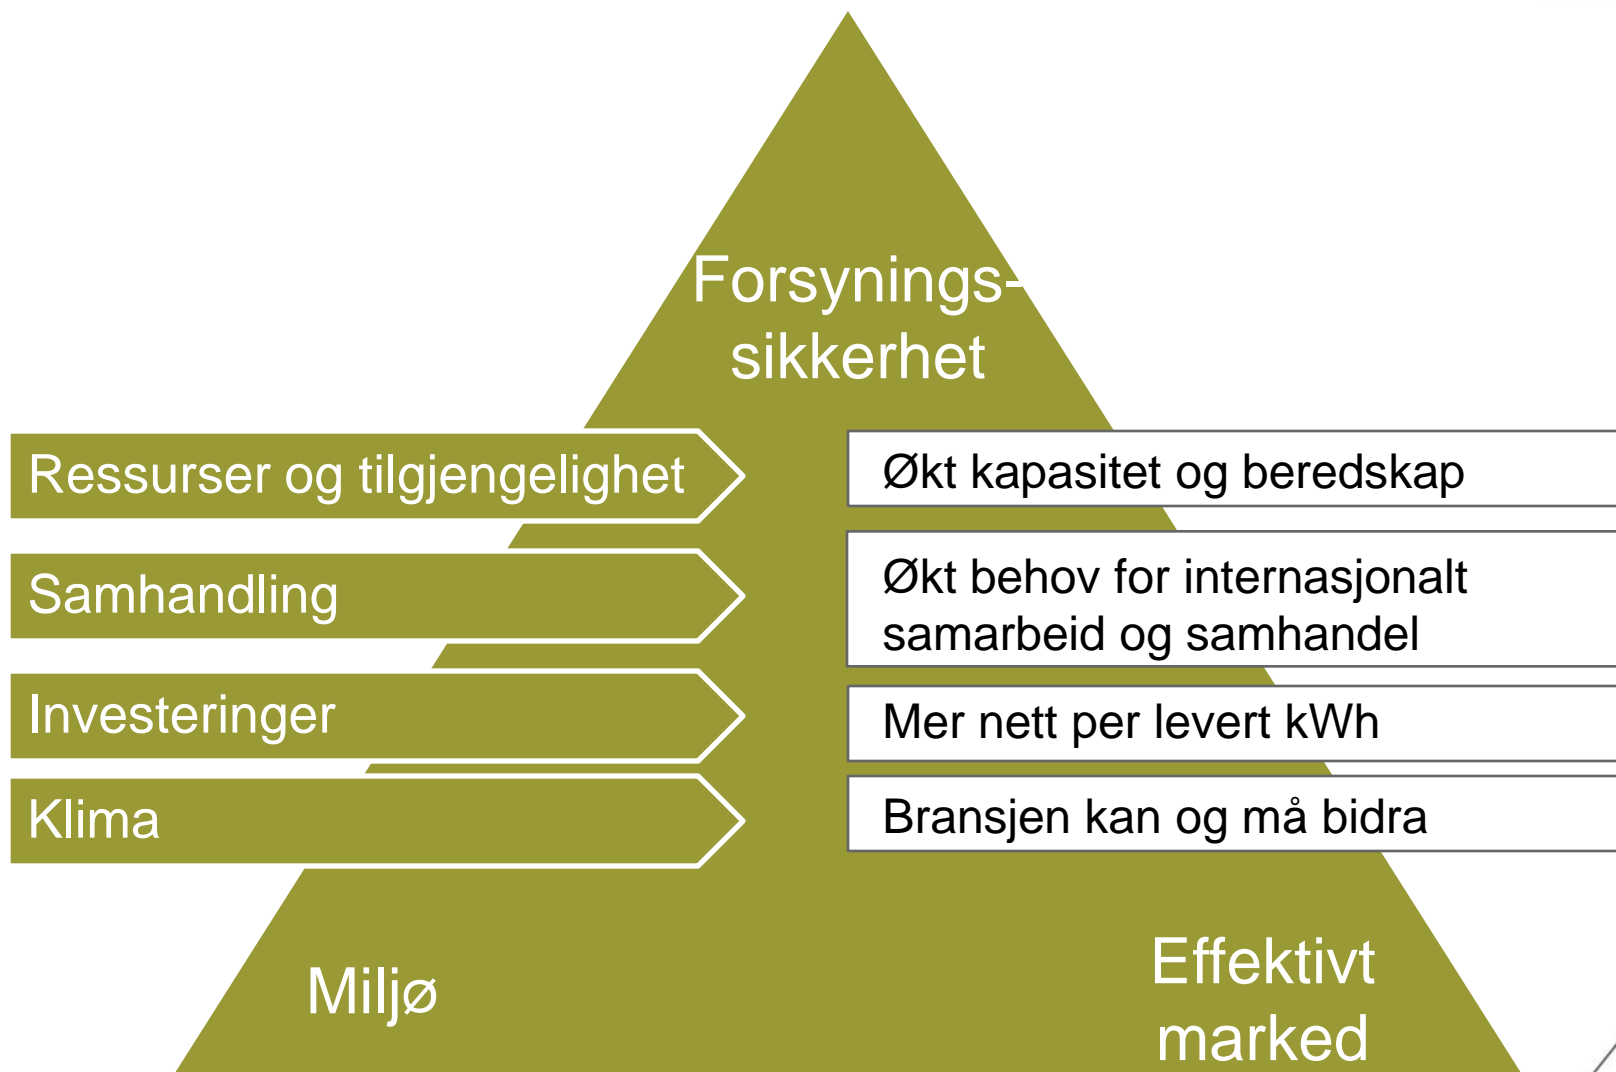 Forsynings-
sikkerhet
Ressurser og tilgjengelighet
Økt kapasitet og beredskap
Samhandling
Økt behov for internasjonalt
samarbeid og samhandel
Investeringer
Mer nett per levert kWh
Klima
Bransjen kan og må bidra
Miljø
Effektivt
marked